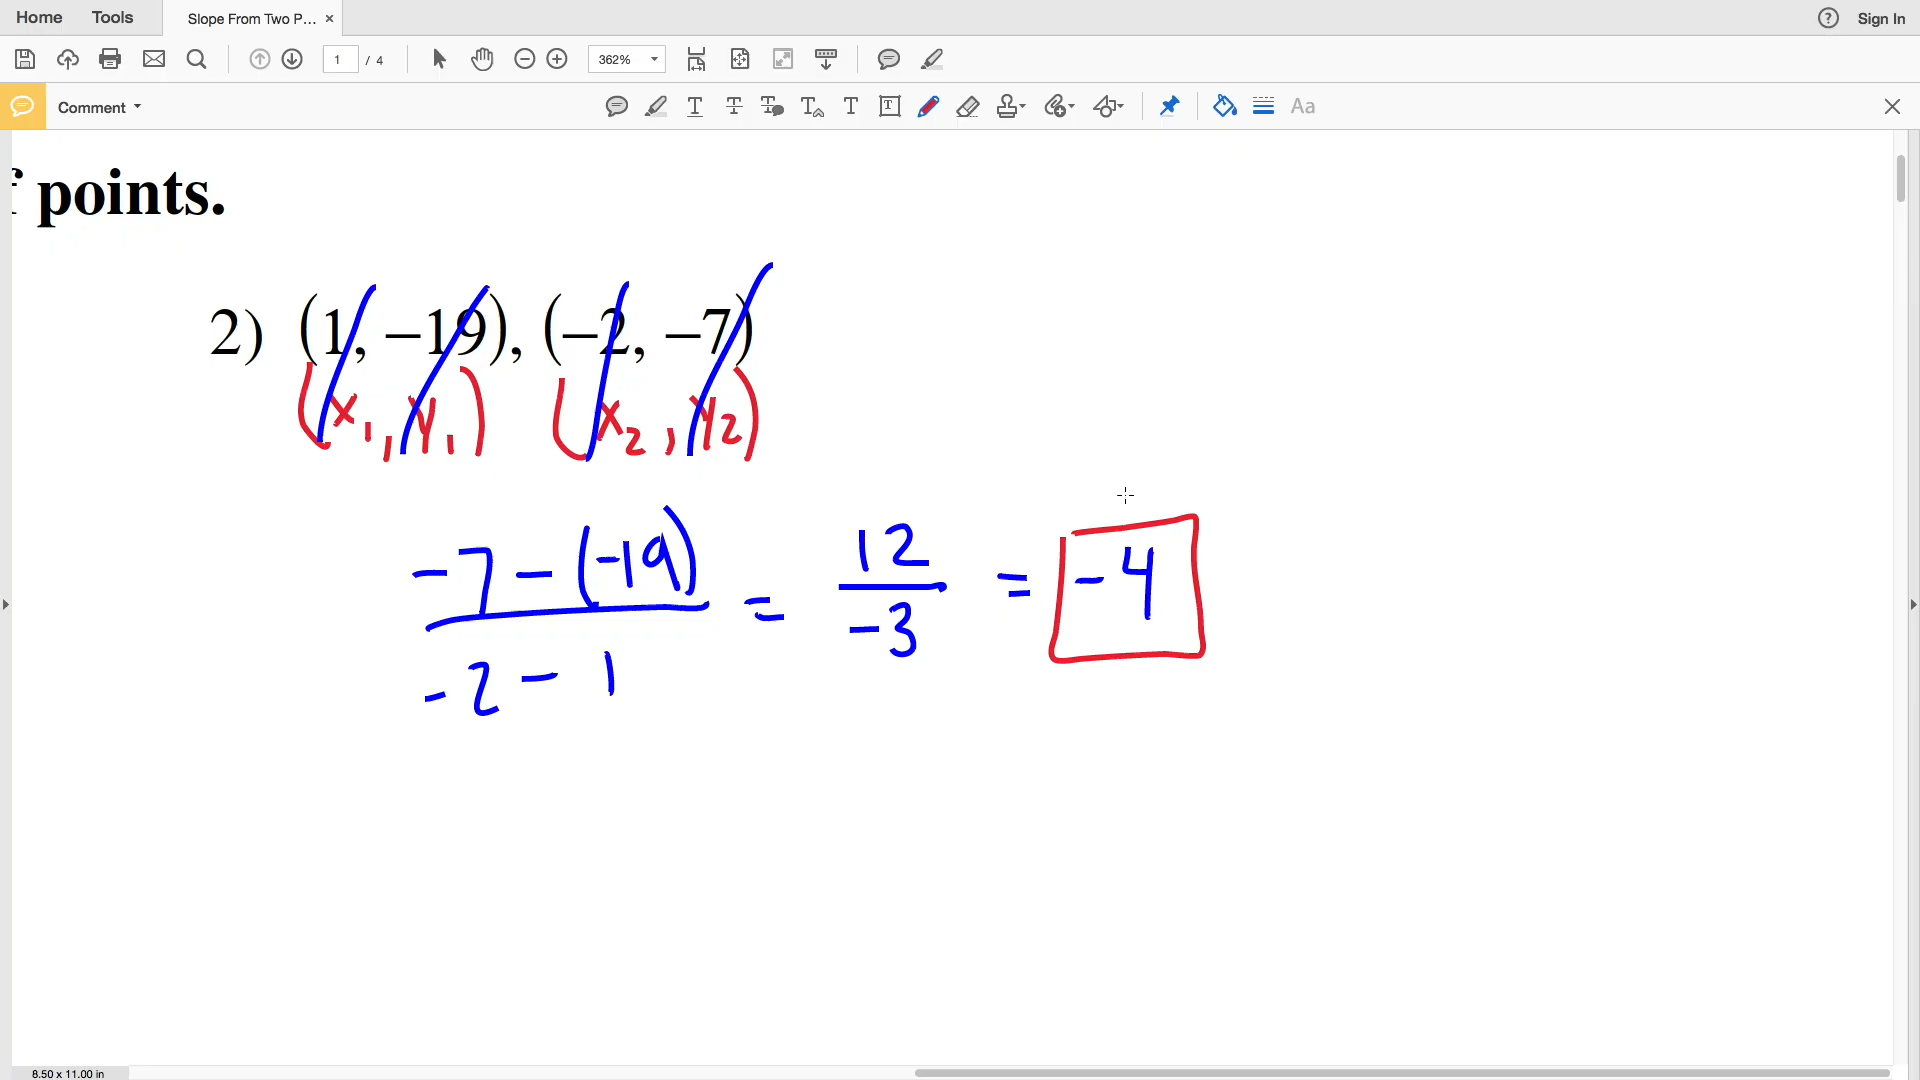 Home Tools Slope From Two P... × ? Sign In
1 / 4 362%
Comment Aa
f points.
2) (1, −19), (−2, −7)
(x₁, y₁) (x₂, y₂)
-7 - (-19) = 12 = -4
-2 - 1 -3
8.50 x 11.00 in